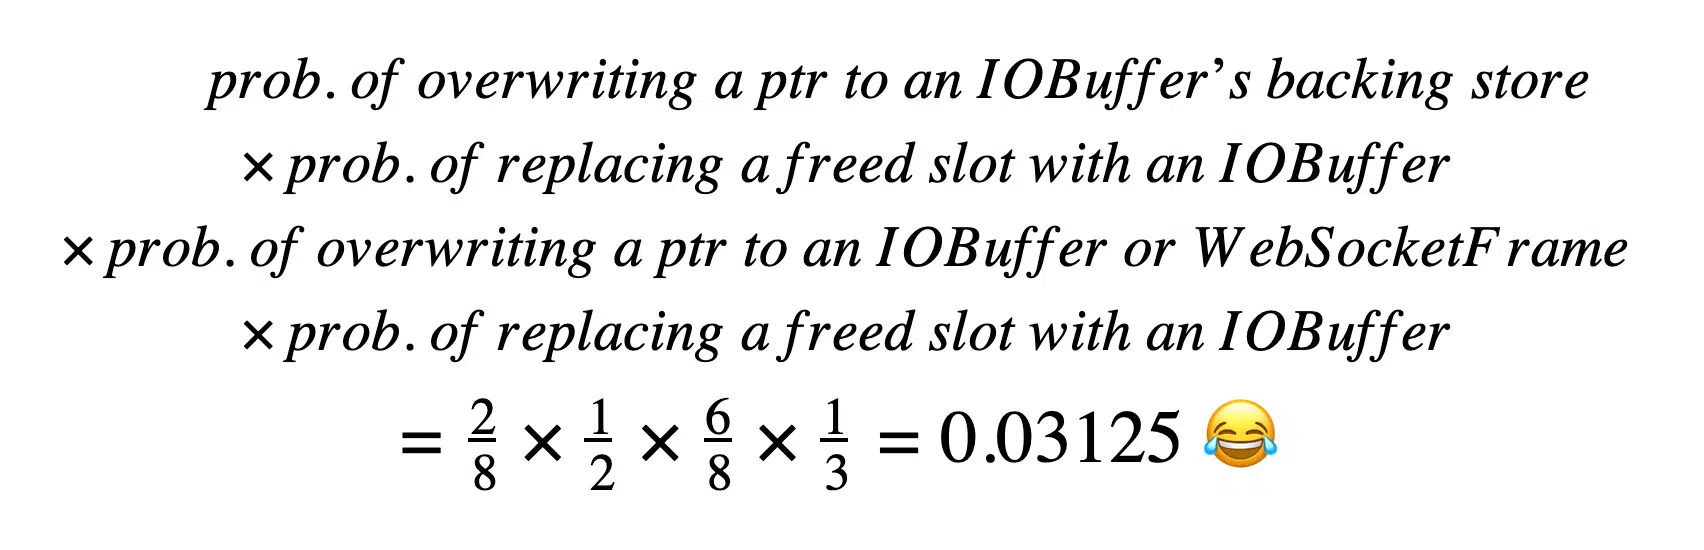 prob. of overwriting a ptr to an IOBuffer’s backing store
× prob. of replacing a freed slot with an IOBuffer
× prob. of overwriting a ptr to an IOBuffer or WebSocketFrame
× prob. of replacing a freed slot with an IOBuffer
= 2/8 × 1/2 × 6/8 × 1/3 = 0.03125 😂